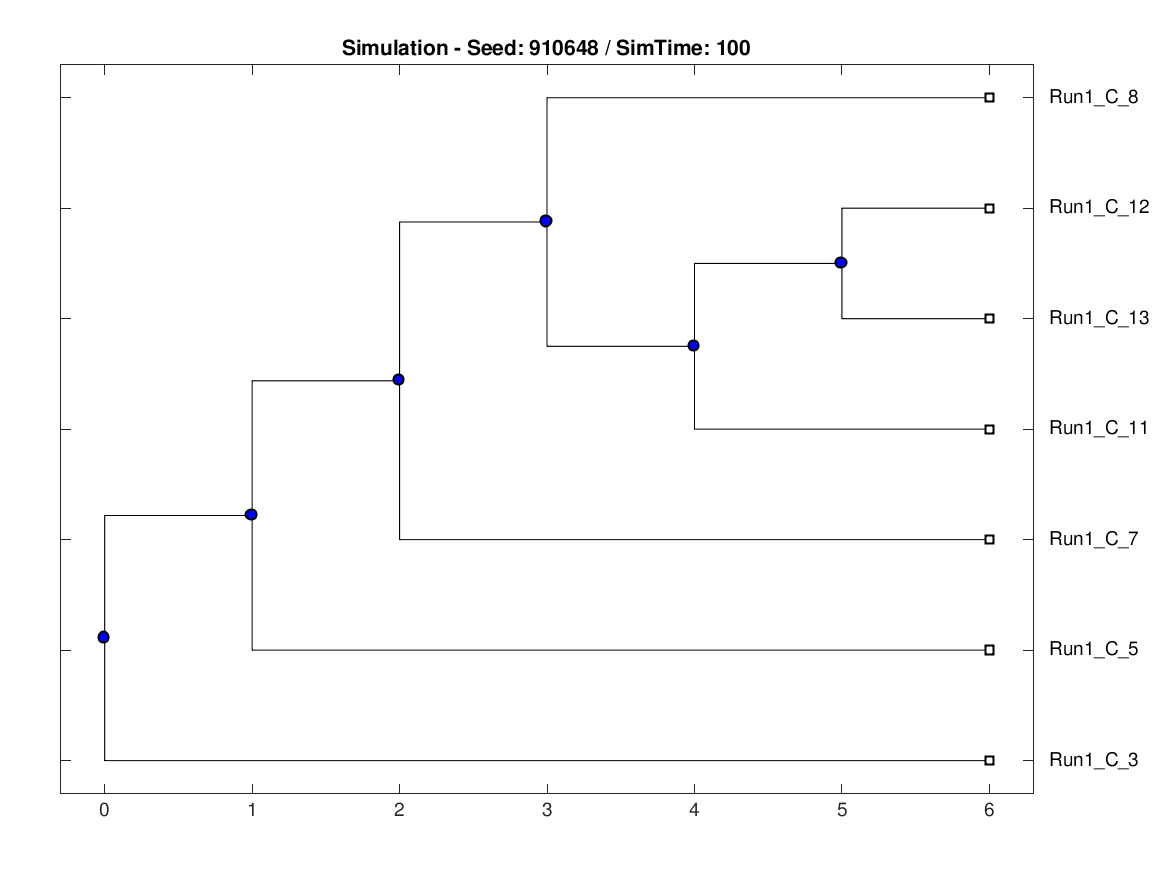 Simulation - Seed: 910648 / SimTime: 100
Run1_C_8
Run1_C_12
Run1_C_13
Run1_C_11
Run1_C_7
Run1_C_5
Run1_C_3
0 1 2 3 4 5 6